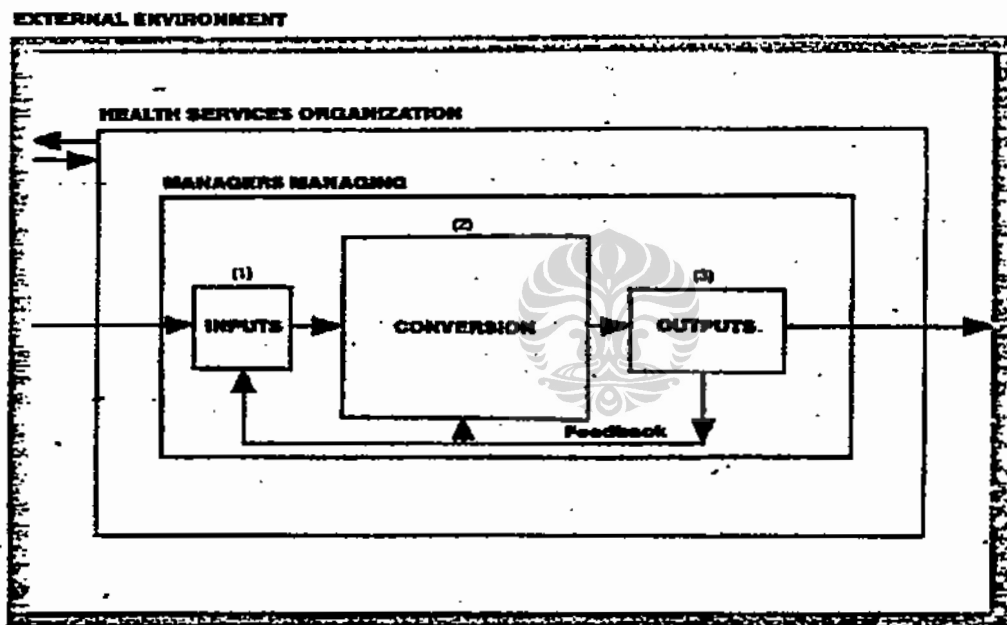 EXTERNAL ENVIRONMENT
HEALTH SERVICES ORGANIZATION
MANAGERS MANAGING
(1)
(2)
(3)
INPUTS
CONVERSION
OUTPUTS
Feedback